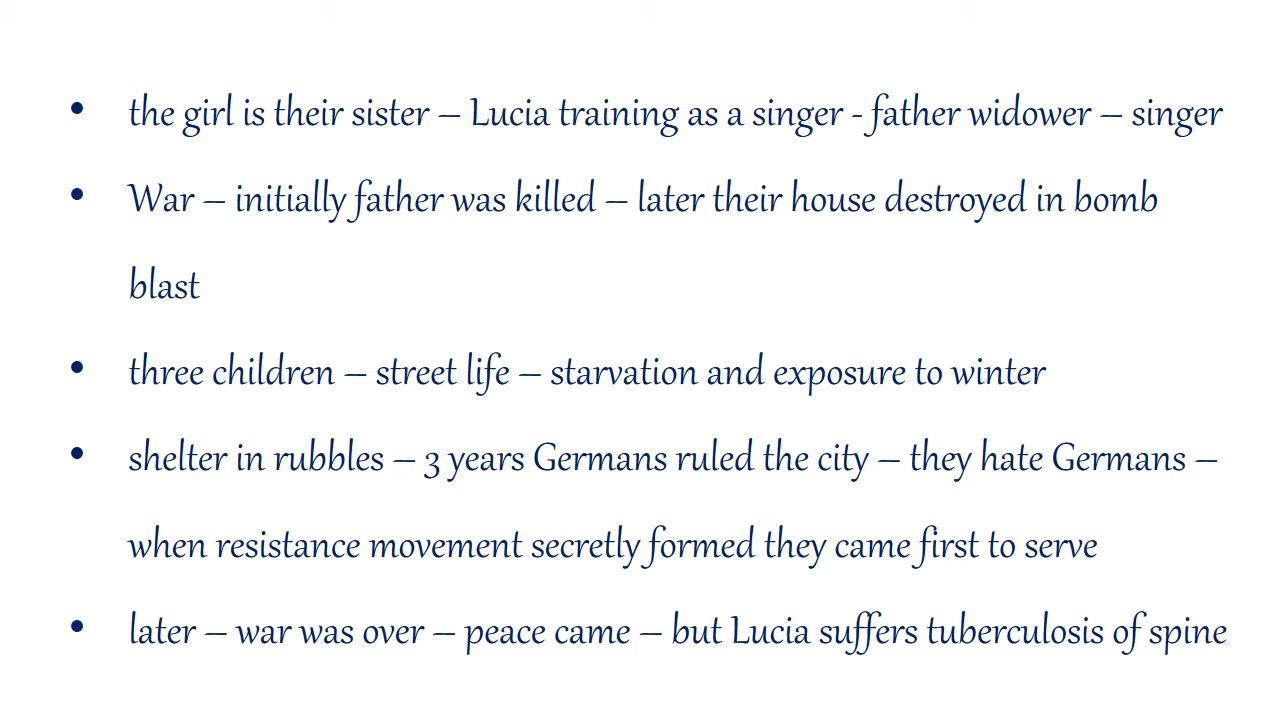 • the girl is their sister – Lucia training as a singer - father widower – singer
• War – initially father was killed – later their house destroyed in bomb
blast
• three children – street life – starvation and exposure to winter
• shelter in rubbles – 3 years Germans ruled the city – they hate Germans –
when resistance movement secretly formed they came first to serve
• later – war was over – peace came – but Lucia suffers tuberculosis of spine